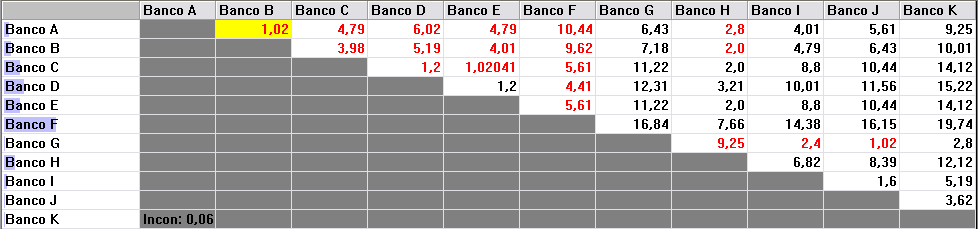 Banco A Banco B Banco C Banco D Banco E Banco F Banco G Banco H Banco I Banco J Banco K
Banco A 1,02 4,79 6,02 4,79 10,44 6,43 2,8 4,01 5,61 9,25
Banco B 3,98 5,19 4,01 9,62 7,18 2,0 4,79 6,43 10,01
Banco C 1,2 1,02041 5,61 11,22 2,0 8,8 10,44 14,12
Banco D 1,2 4,41 12,31 3,21 10,01 11,56 15,22
Banco E 5,61 11,22 2,0 8,8 10,44 14,12
Banco F 16,84 7,66 14,38 16,15 19,74
Banco G 9,25 2,4 1,02 2,8
Banco H 6,82 8,39 12,12
Banco I 1,6 5,19
Banco J 3,62
Banco K Incon: 0,06